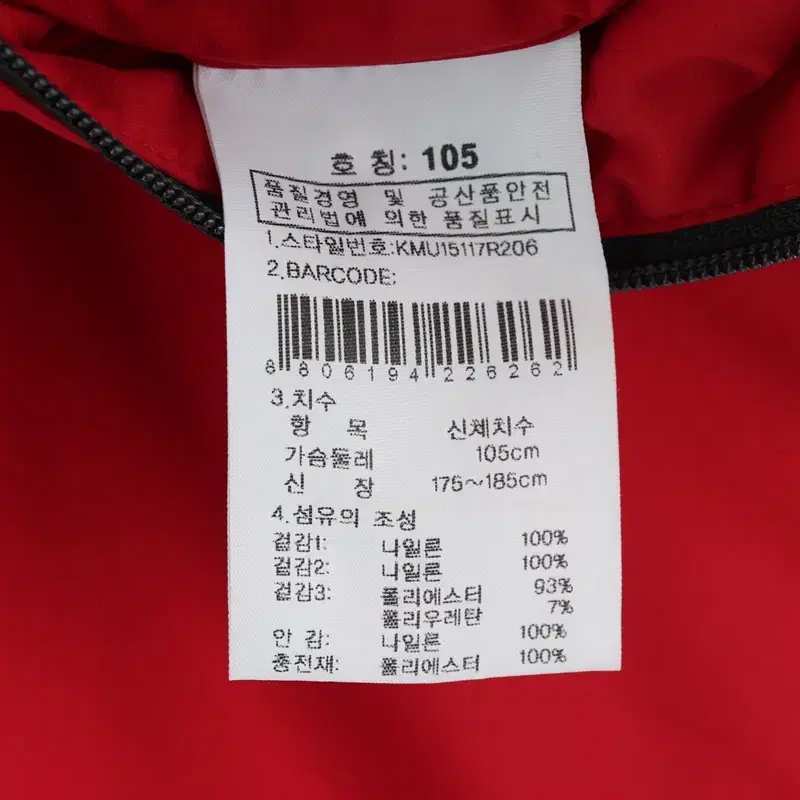 호 칭: 105
품질경영 및 공산품안전
관리법에 의한 품질표시
1.스타일번호:KMU15117R206
2.BARCODE:
8 806194 226262
3.치수
항 목 신체치수
가슴둘레 105cm
신 장 175~185cm
4.섬유의 조성
겉감1: 나일론 100%
겉감2: 나일론 100%
겉감3: 폴리에스터 93%
폴리우레탄 7%
안 감: 나일론 100%
충전재: 폴리에스터 100%